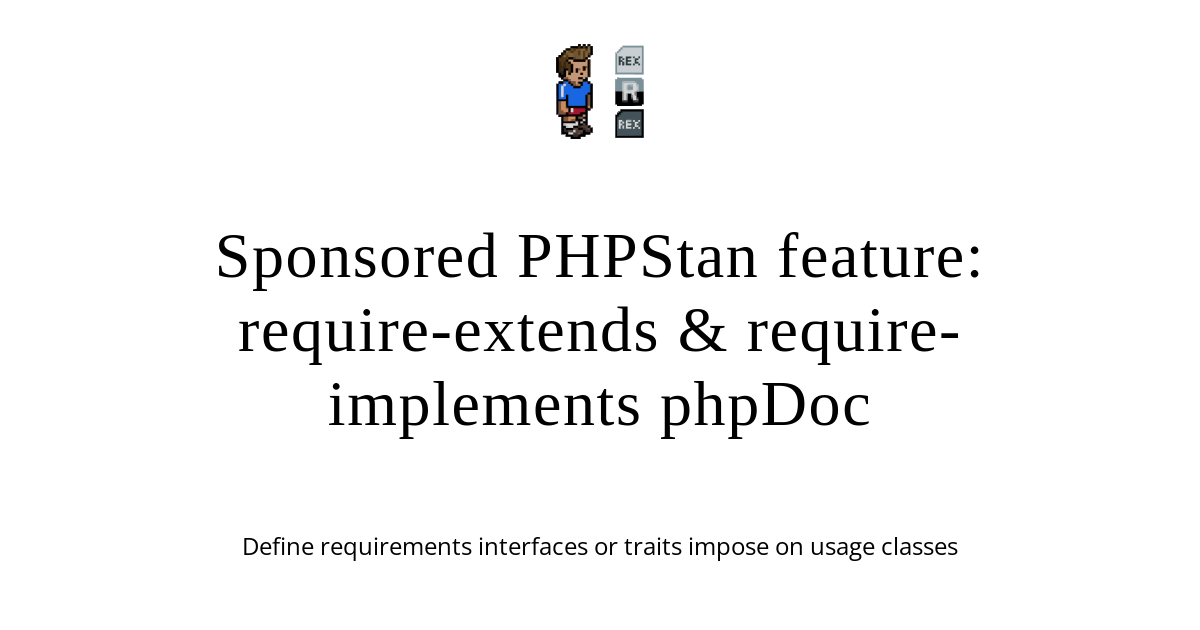 REX
R
REX
Sponsored PHPStan feature:
require-extends & require-
implements phpDoc
Define requirements interfaces or traits impose on usage classes